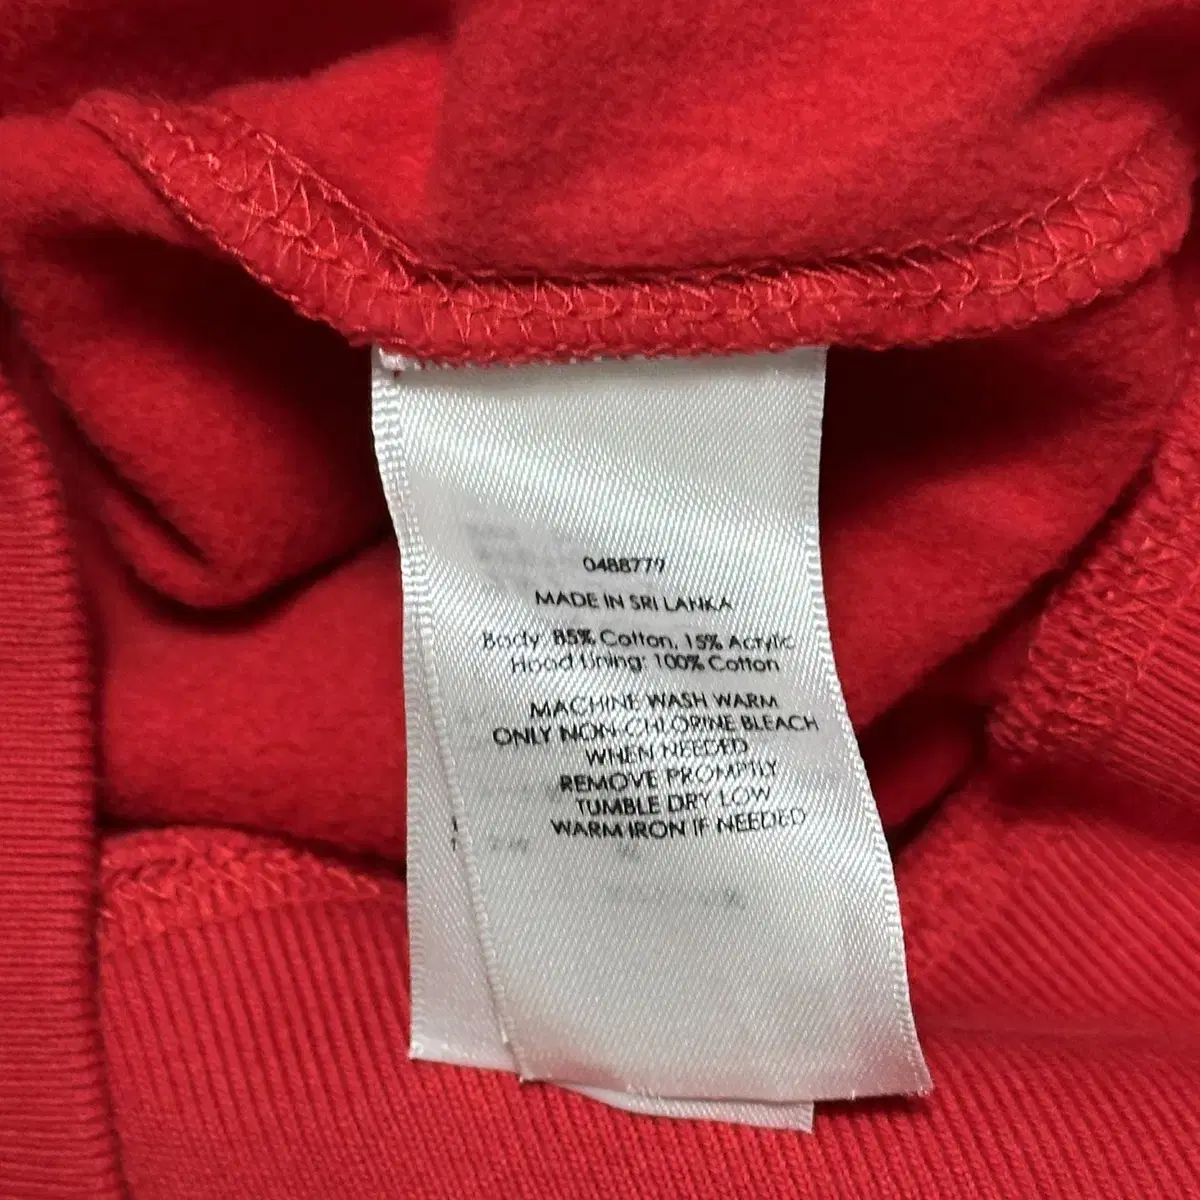 0488779
MADE IN SRI LANKA
Body: 85% Cotton, 15% Acrylic
Hood Lining: 100% Cotton
MACHINE WASH WARM
ONLY NON-CHLORINE BLEACH
WHEN NEEDED
REMOVE PROMPTLY
TUMBLE DRY LOW
WARM IRON IF NEEDED